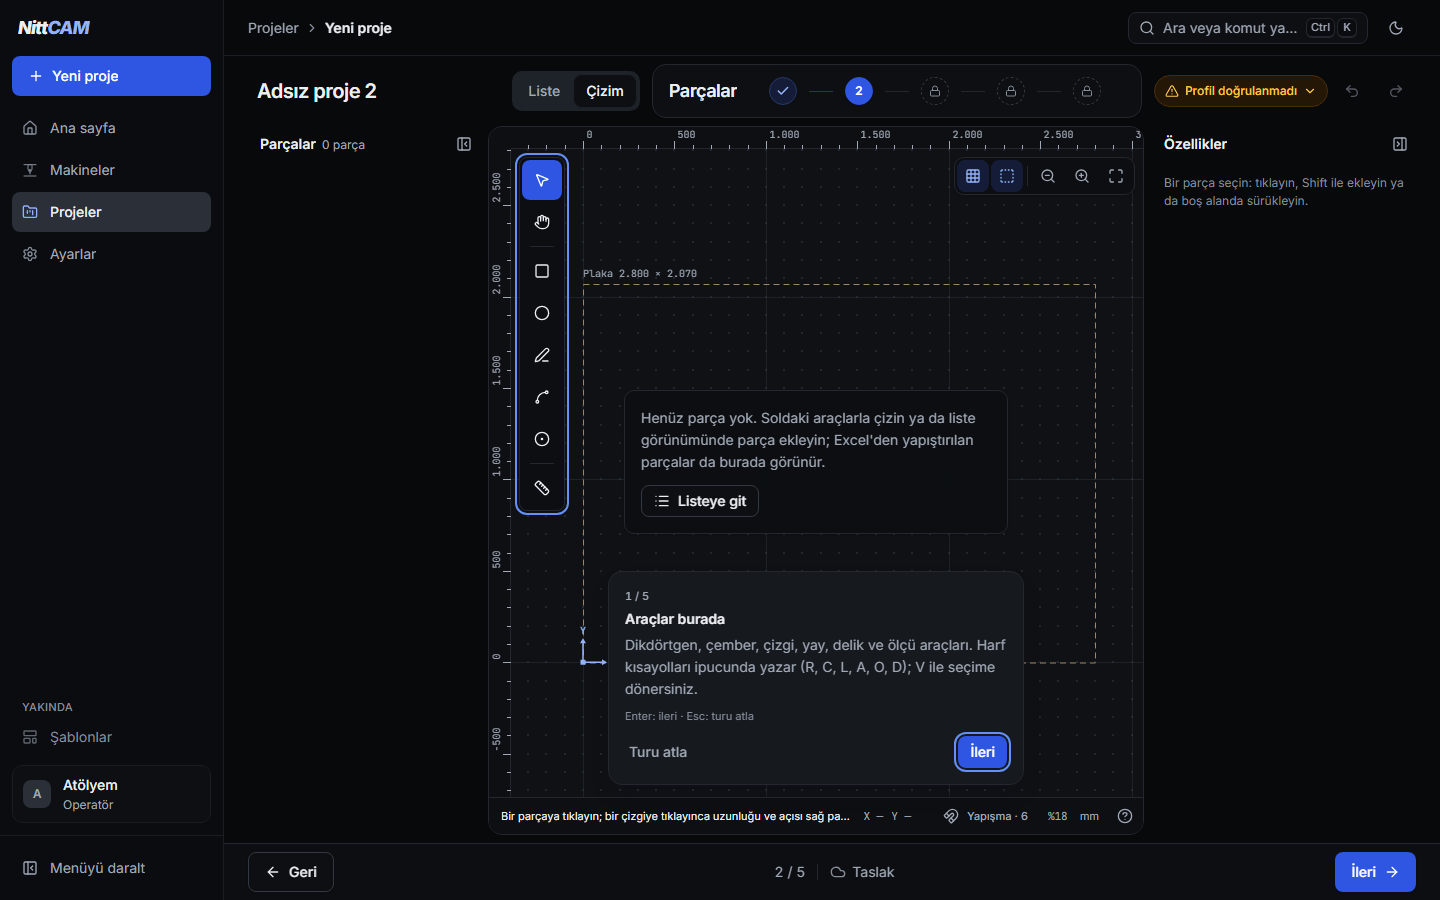 NittCAM
Yeni proje
Ana sayfa
Makineler
Projeler
Ayarlar
YAKINDA
Şablonlar
A
Atölyem
Operatör
Menüyü daralt
Projeler > Yeni proje
Ara veya komut ya... Ctrl K
Adsız proje 2
Liste Çizim
Parçalar
2
Profil doğrulanmadı
Parçalar 0 parça
0 500 1.000 1.500 2.000 2.500 3
2.500
2.000
1.500
1.000
500
0
-500
Plaka 2.800 × 2.070
Henüz parça yok. Soldaki araçlarla çizin ya da liste
görünümünde parça ekleyin; Excel'den yapıştırılan
parçalar da burada görünür.
Listeye git
Y
1 / 5
Araçlar burada
Dikdörtgen, çember, çizgi, yay, delik ve ölçü araçları. Harf
kısayolları ipucunda yazar (R, C, L, A, O, D); V ile seçime
dönersiniz.
Enter: ileri · Esc: turu atla
Turu atla
İleri
Bir parçaya tıklayın; bir çizgiye tıklayınca uzunluğu ve açısı sağ pa... X — Y — Yapışma · 6 %18 mm
Özellikler
Bir parça seçin: tıklayın, Shift ile ekleyin ya
da boş alanda sürükleyin.
Geri
2 / 5
Taslak
İleri